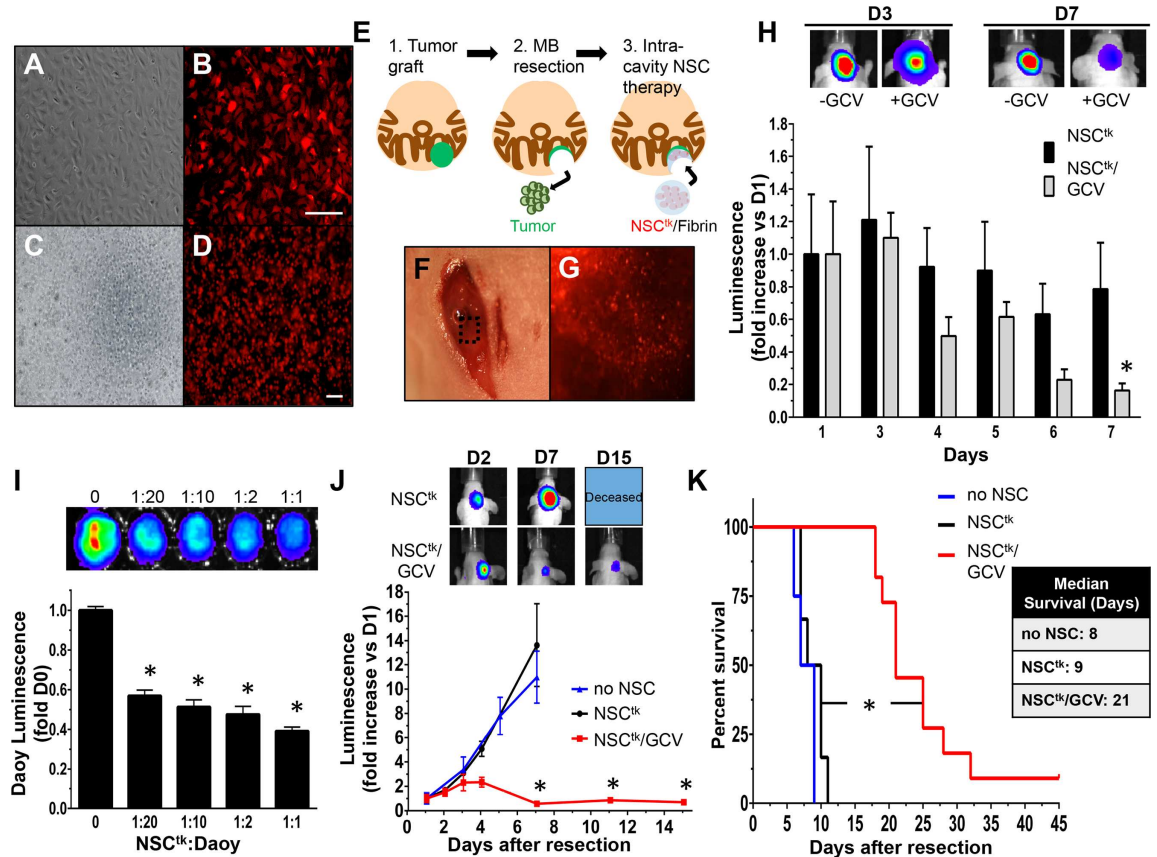 A
B
C
D
E
1. Tumor
graft
2. MB
resection
3. Intra-
cavity NSC
therapy
Tumor
NSCtk/Fibrin
F
G
H
D3
D7
-GCV
+GCV
-GCV
+GCV
NSCtk
NSCtk/
GCV
Luminescence
(fold increase vs D1)
1.8
1.6
1.4
1.2
1.0
0.8
0.6
0.4
0.2
0.0
*
1 3 4 5 6 7
Days
I
0 1:20 1:10 1:2 1:1
Daoy Luminescence
(fold D0)
1.0
0.8
0.6
0.4
0.2
0.0
* * * *
0 1:20 1:10 1:2 1:1
NSCtk:Daoy
J
D2 D7 D15
NSCtk
Deceased
NSCtk/
GCV
Luminescence
(fold increase vs D1)
18
16
14
12
10
8
6
4
2
0
no NSC
NSCtk
NSCtk/GCV
* * *
0 2 4 6 8 10 12 14
Days after resection
K
no NSC
NSCtk
NSCtk/
GCV
Percent survival
100
75
50
25
0
*
0 5 10 15 20 25 30 35 40 45
Days after resection
Median
Survival (Days)
no NSC: 8
NSCtk: 9
NSCtk/GCV: 21